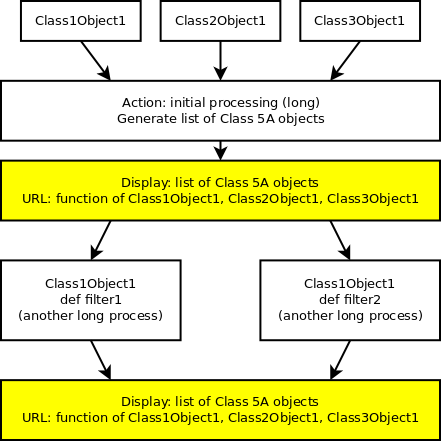 Class1Object1
Class2Object1
Class3Object1
Action: initial processing (long)
Generate list of Class 5A objects
Display: list of Class 5A objects
URL: function of Class1Object1, Class2Object1, Class3Object1
Class1Object1
def filter1
(another long process)
Class1Object1
def filter2
(another long process)
Display: list of Class 5A objects
URL: function of Class1Object1, Class2Object1, Class3Object1